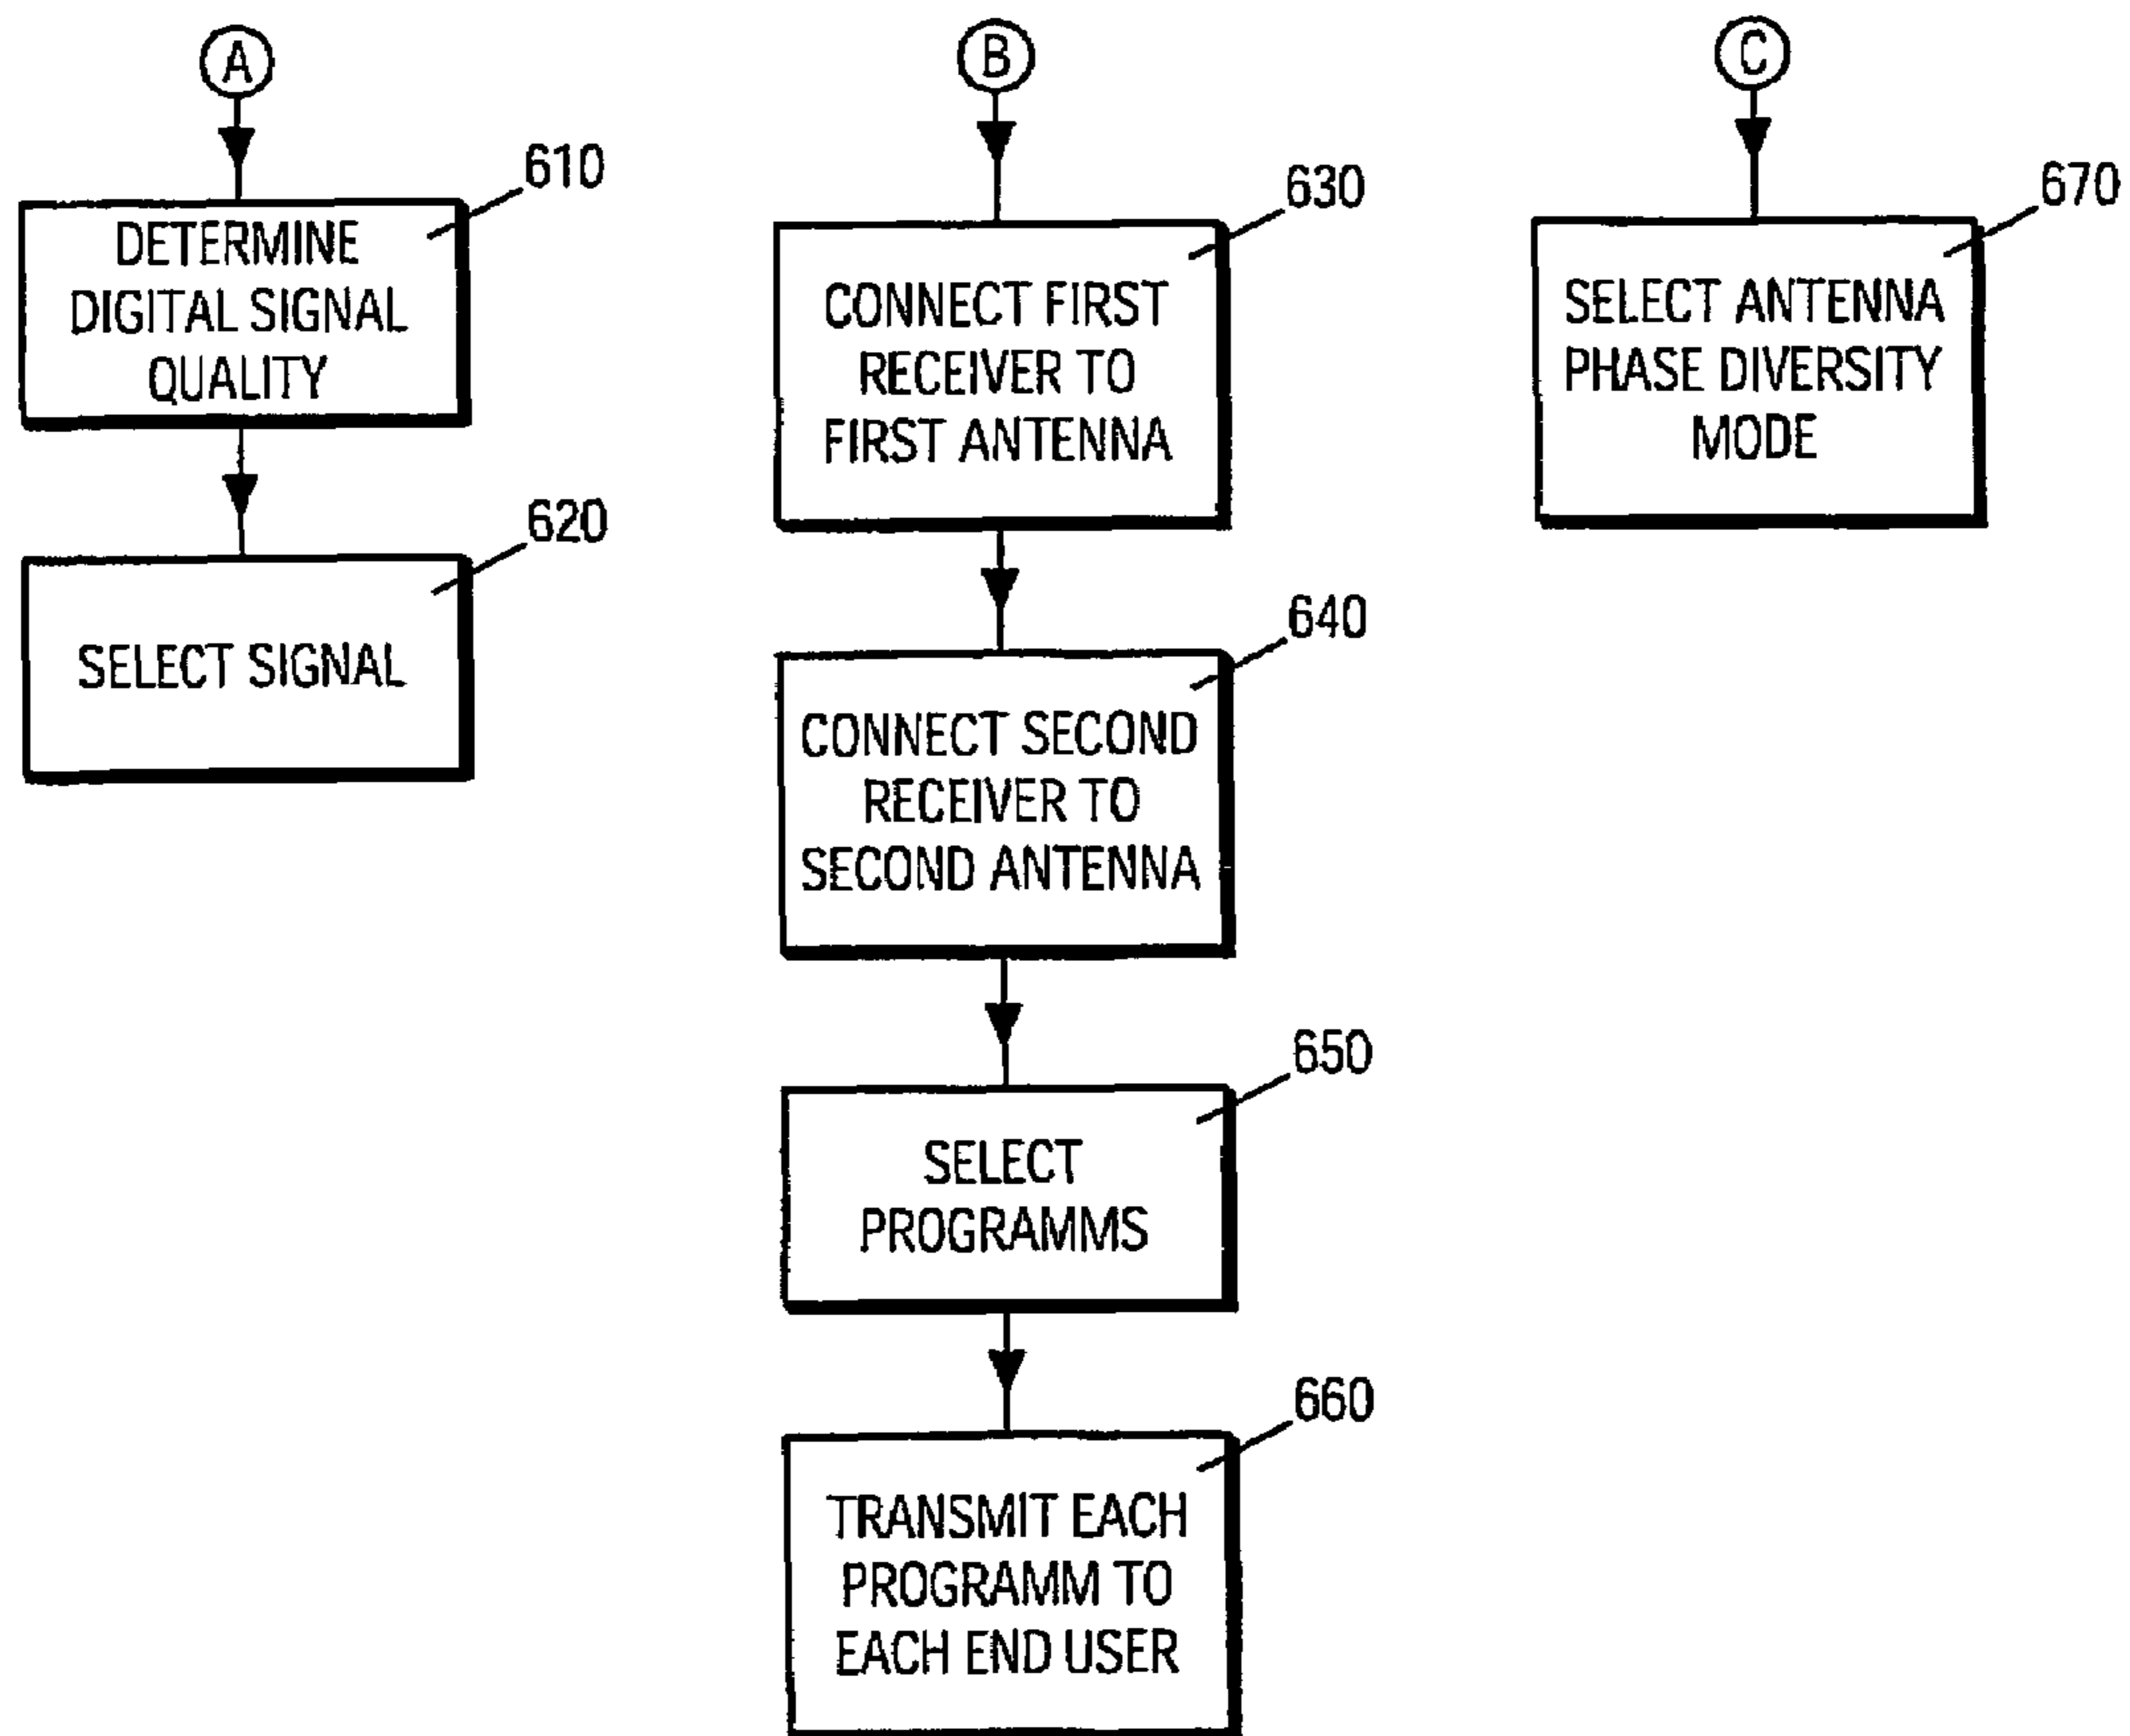 A
610
DETERMINE
DIGITAL SIGNAL
QUALITY
620
SELECT SIGNAL
B
630
CONNECT FIRST
RECEIVER TO
FIRST ANTENNA
640
CONNECT SECOND
RECEIVER TO
SECOND ANTENNA
650
SELECT
PROGRAMMS
660
TRANSMIT EACH
PROGRAMM TO
EACH END USER
C
670
SELECT ANTENNA
PHASE DIVERSITY
MODE